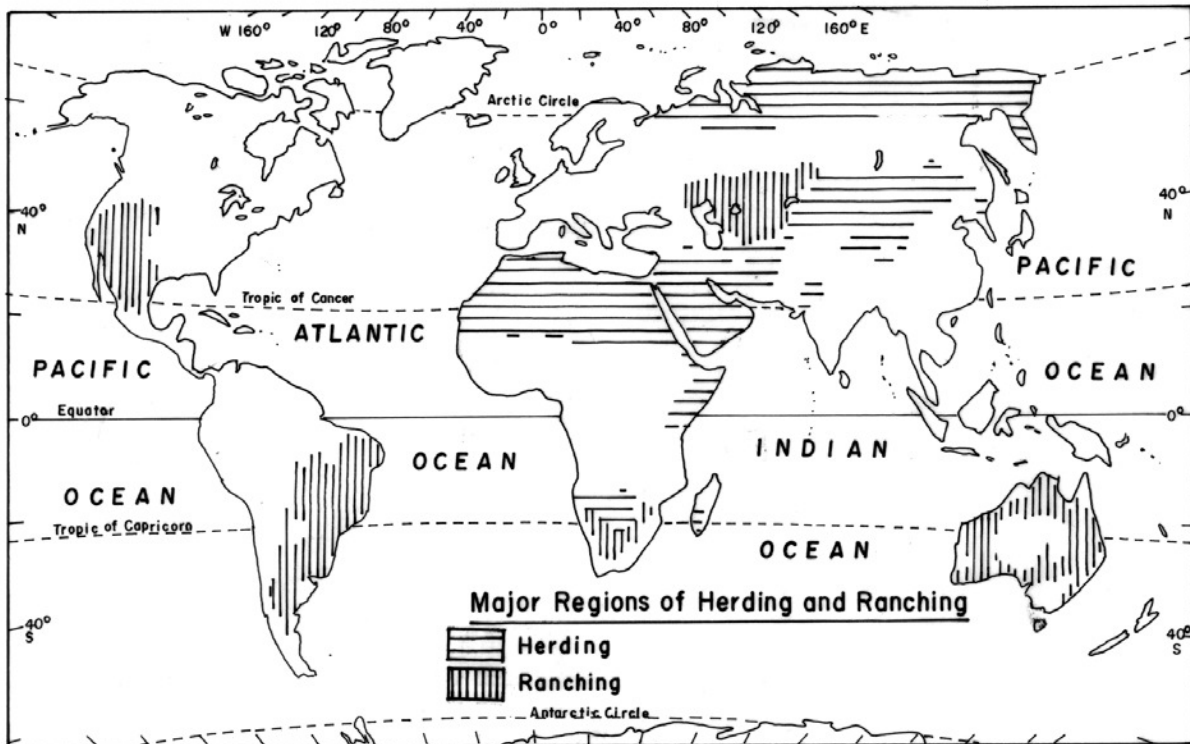 W 160° 120° 80° 40° 0° 40° 80° 120° 160° E
Arctic Circle
40°
N
40°
N
Tropic of Cancer
PACIFIC
ATLANTIC
PACIFIC
OCEAN
Equator
0°
0°
OCEAN
INDIAN
OCEAN
Tropic of Capricorn
OCEAN
Major Regions of Herding and Ranching
40°
S
40°
S
Herding
Ranching
Antarctic Circle